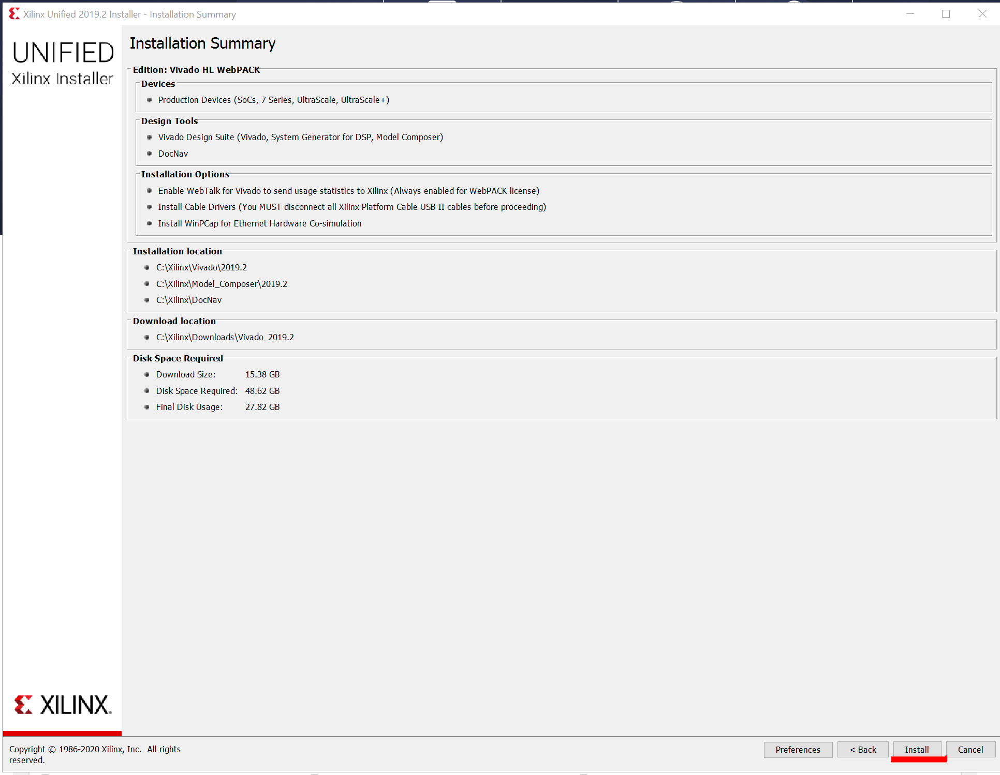 Xilinx Unified 2019.2 Installer - Installation Summary
UNIFIED
Xilinx Installer
Installation Summary
Edition: Vivado HL WebPACK
Devices
Production Devices (SoCs, 7 Series, UltraScale, UltraScale+)
Design Tools
Vivado Design Suite (Vivado, System Generator for DSP, Model Composer)
DocNav
Installation Options
Enable WebTalk for Vivado to send usage statistics to Xilinx (Always enabled for WebPACK license)
Install Cable Drivers (You MUST disconnect all Xilinx Platform Cable USB II cables before proceeding)
Install WinPCap for Ethernet Hardware Co-simulation
Installation location
C:\Xilinx\Vivado\2019.2
C:\Xilinx\Model_Composer\2019.2
C:\Xilinx\DocNav
Download location
C:\Xilinx\Downloads\Vivado_2019.2
Disk Space Required
Download Size: 15.38 GB
Disk Space Required: 48.62 GB
Final Disk Usage: 27.82 GB
XILINX.
Copyright © 1986-2020 Xilinx, Inc. All rights
reserved.
Preferences < Back Install Cancel